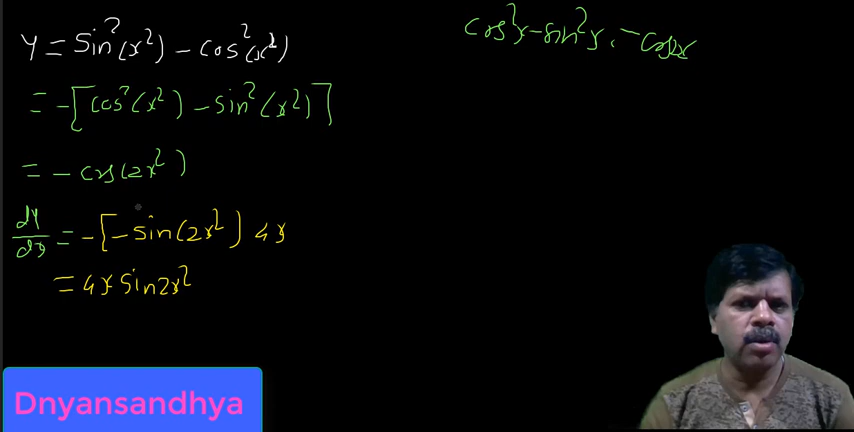 y = Sin²(x²) - cos²(x²)
= -[cos²(x²) - sin²(x²)]
= - cos(2x²)
dy/dx = -[-sin(2x²)] 4x
= 4x sin2x²
cos²x - sin²x = cos2x
Dnyansandhya